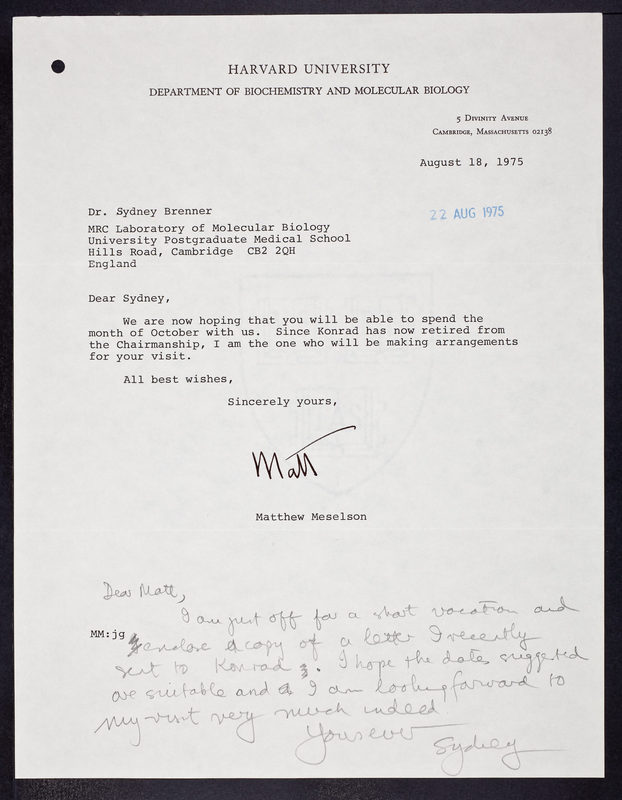 HARVARD UNIVERSITY
DEPARTMENT OF BIOCHEMISTRY AND MOLECULAR BIOLOGY
5 DIVINITY AVENUE
CAMBRIDGE, MASSACHUSETTS 02138
August 18, 1975
22 AUG 1975
Dr. Sydney Brenner
MRC Laboratory of Molecular Biology
University Postgraduate Medical School
Hills Road, Cambridge CB2 2QH
England
Dear Sydney,
We are now hoping that you will be able to spend the
month of October with us. Since Konrad has now retired from
the Chairmanship, I am the one who will be making arrangements
for your visit.
All best wishes,
Sincerely yours,
Matt
Matthew Meselson
Dear Matt,
I am just off for a short vacation and
MM:jg
enclose a copy of a letter I recently
sent to Konrad. I hope the dates suggested
are suitable and I am looking forward to
my visit very much indeed
Yours ever
Sydney